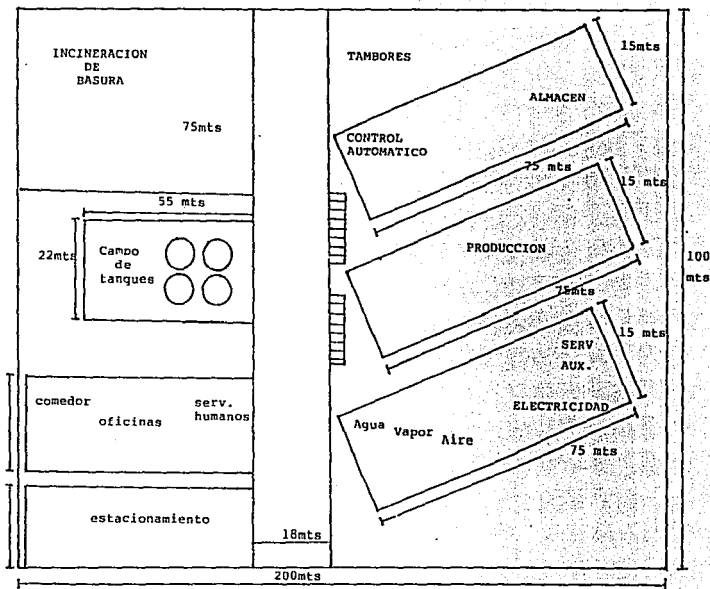 INCINERACION
DE
BASURA
75mts
TAMBORES
15mts
ALMACEN
CONTROL
AUTOMATICO
75 mts
55 mts
22mts
Campo
de
tanques
15 mts
PRODUCCION
75mts
100
mts
15 mts
SERV
AUX.
ELECTRICIDAD
Agua Vapor Aire
75 mts
comedor
oficinas
serv.
humanos
estacionamiento
18mts
200mts